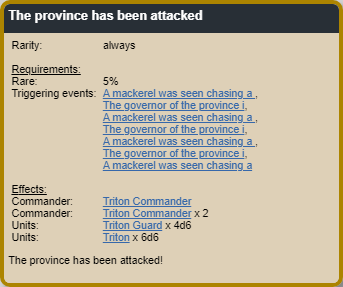 The province has been attacked
Rarity: always
Requirements:
Rare: 5%
Triggering events: A mackerel was seen chasing a ,
The governor of the province i,
A mackerel was seen chasing a ,
The governor of the province i,
A mackerel was seen chasing a ,
The governor of the province i,
A mackerel was seen chasing a
Effects:
Commander: Triton Commander
Commander: Triton Commander x 2
Units: Triton Guard x 4d6
Units: Triton x 6d6
The province has been attacked!